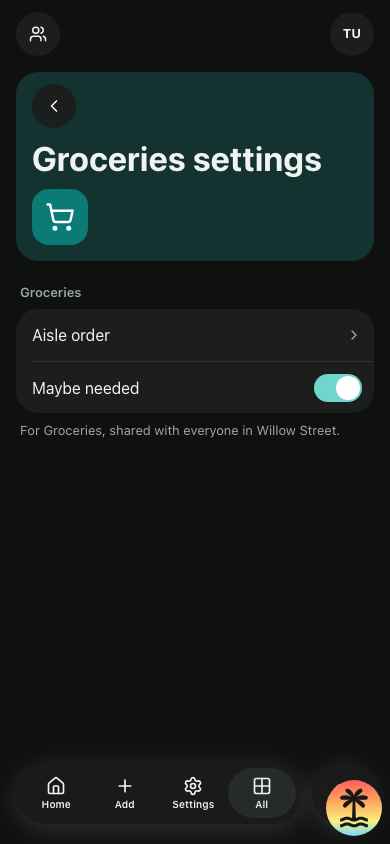 TU
Groceries settings
Groceries
Aisle order
Maybe needed
For Groceries, shared with everyone in Willow Street.
Home
Add
Settings
All